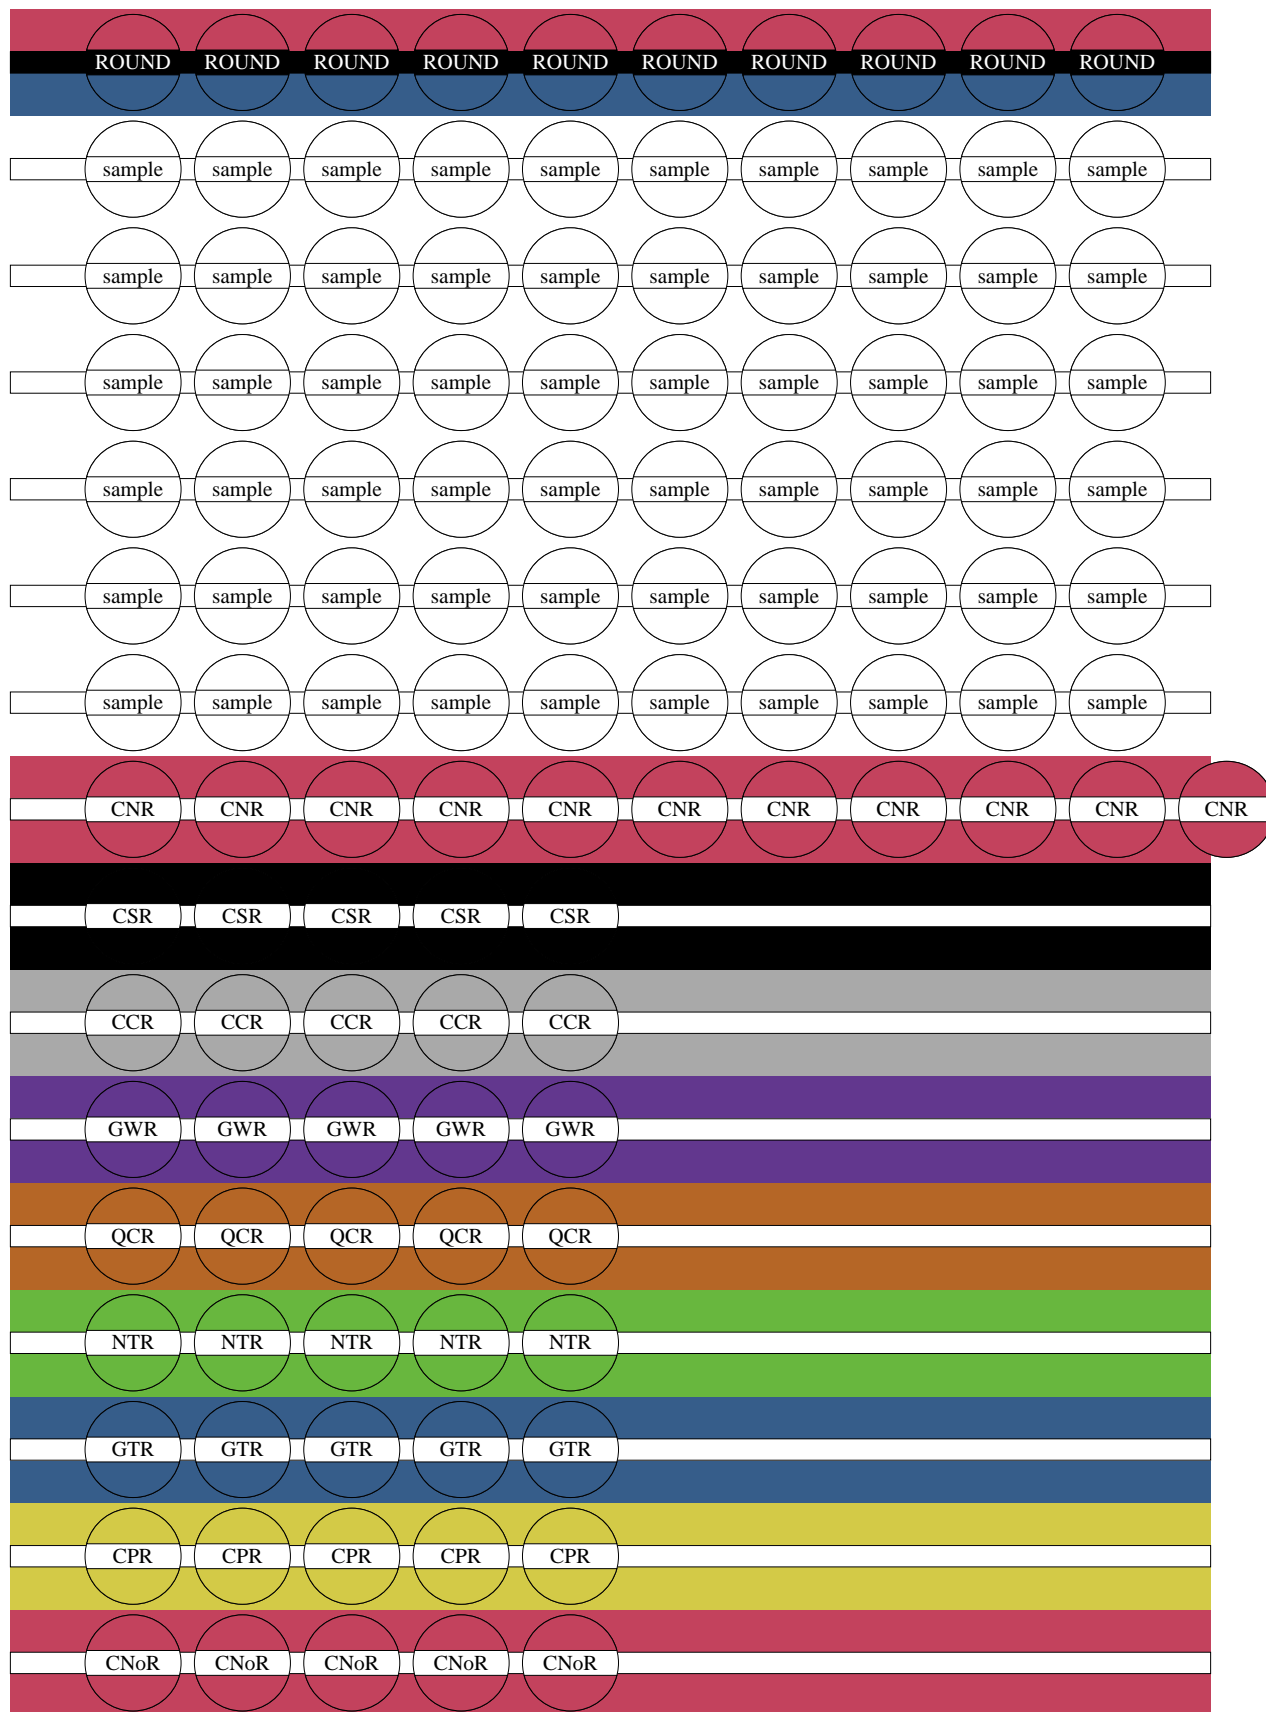 ROUND ROUND ROUND ROUND ROUND ROUND ROUND ROUND ROUND ROUND
sample sample sample sample sample sample sample sample sample sample
sample sample sample sample sample sample sample sample sample sample
sample sample sample sample sample sample sample sample sample sample
sample sample sample sample sample sample sample sample sample sample
sample sample sample sample sample sample sample sample sample sample
sample sample sample sample sample sample sample sample sample sample
CNR CNR CNR CNR CNR CNR CNR CNR CNR CNR CNR
CSR CSR CSR CSR CSR
CCR CCR CCR CCR CCR
GWR GWR GWR GWR GWR
QCR QCR QCR QCR QCR
NTR NTR NTR NTR NTR
GTR GTR GTR GTR GTR
CPR CPR CPR CPR CPR
CNoR CNoR CNoR CNoR CNoR